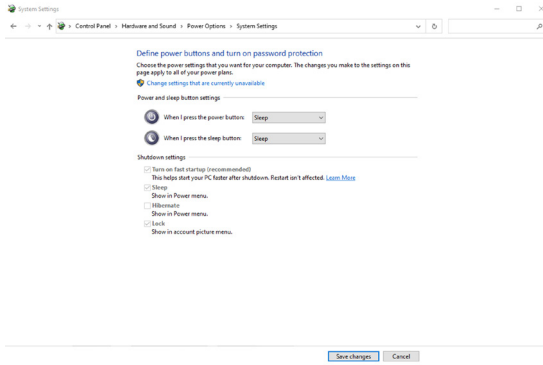 System Settings
Control Panel > Hardware and Sound > Power Options > System Settings
Define power buttons and turn on password protection
Choose the power settings that you want for your computer. The changes you make to the settings on this
page apply to all of your power plans.
Change settings that are currently unavailable
Power and sleep button settings
When I press the power button: Sleep
When I press the sleep button: Sleep
Shutdown settings
Turn on fast startup (recommended)
This helps start your PC faster after shutdown. Restart isn't affected. Learn More
Sleep
Show in Power menu.
Hibernate
Show in Power menu.
Lock
Show in account picture menu.
Save changes Cancel